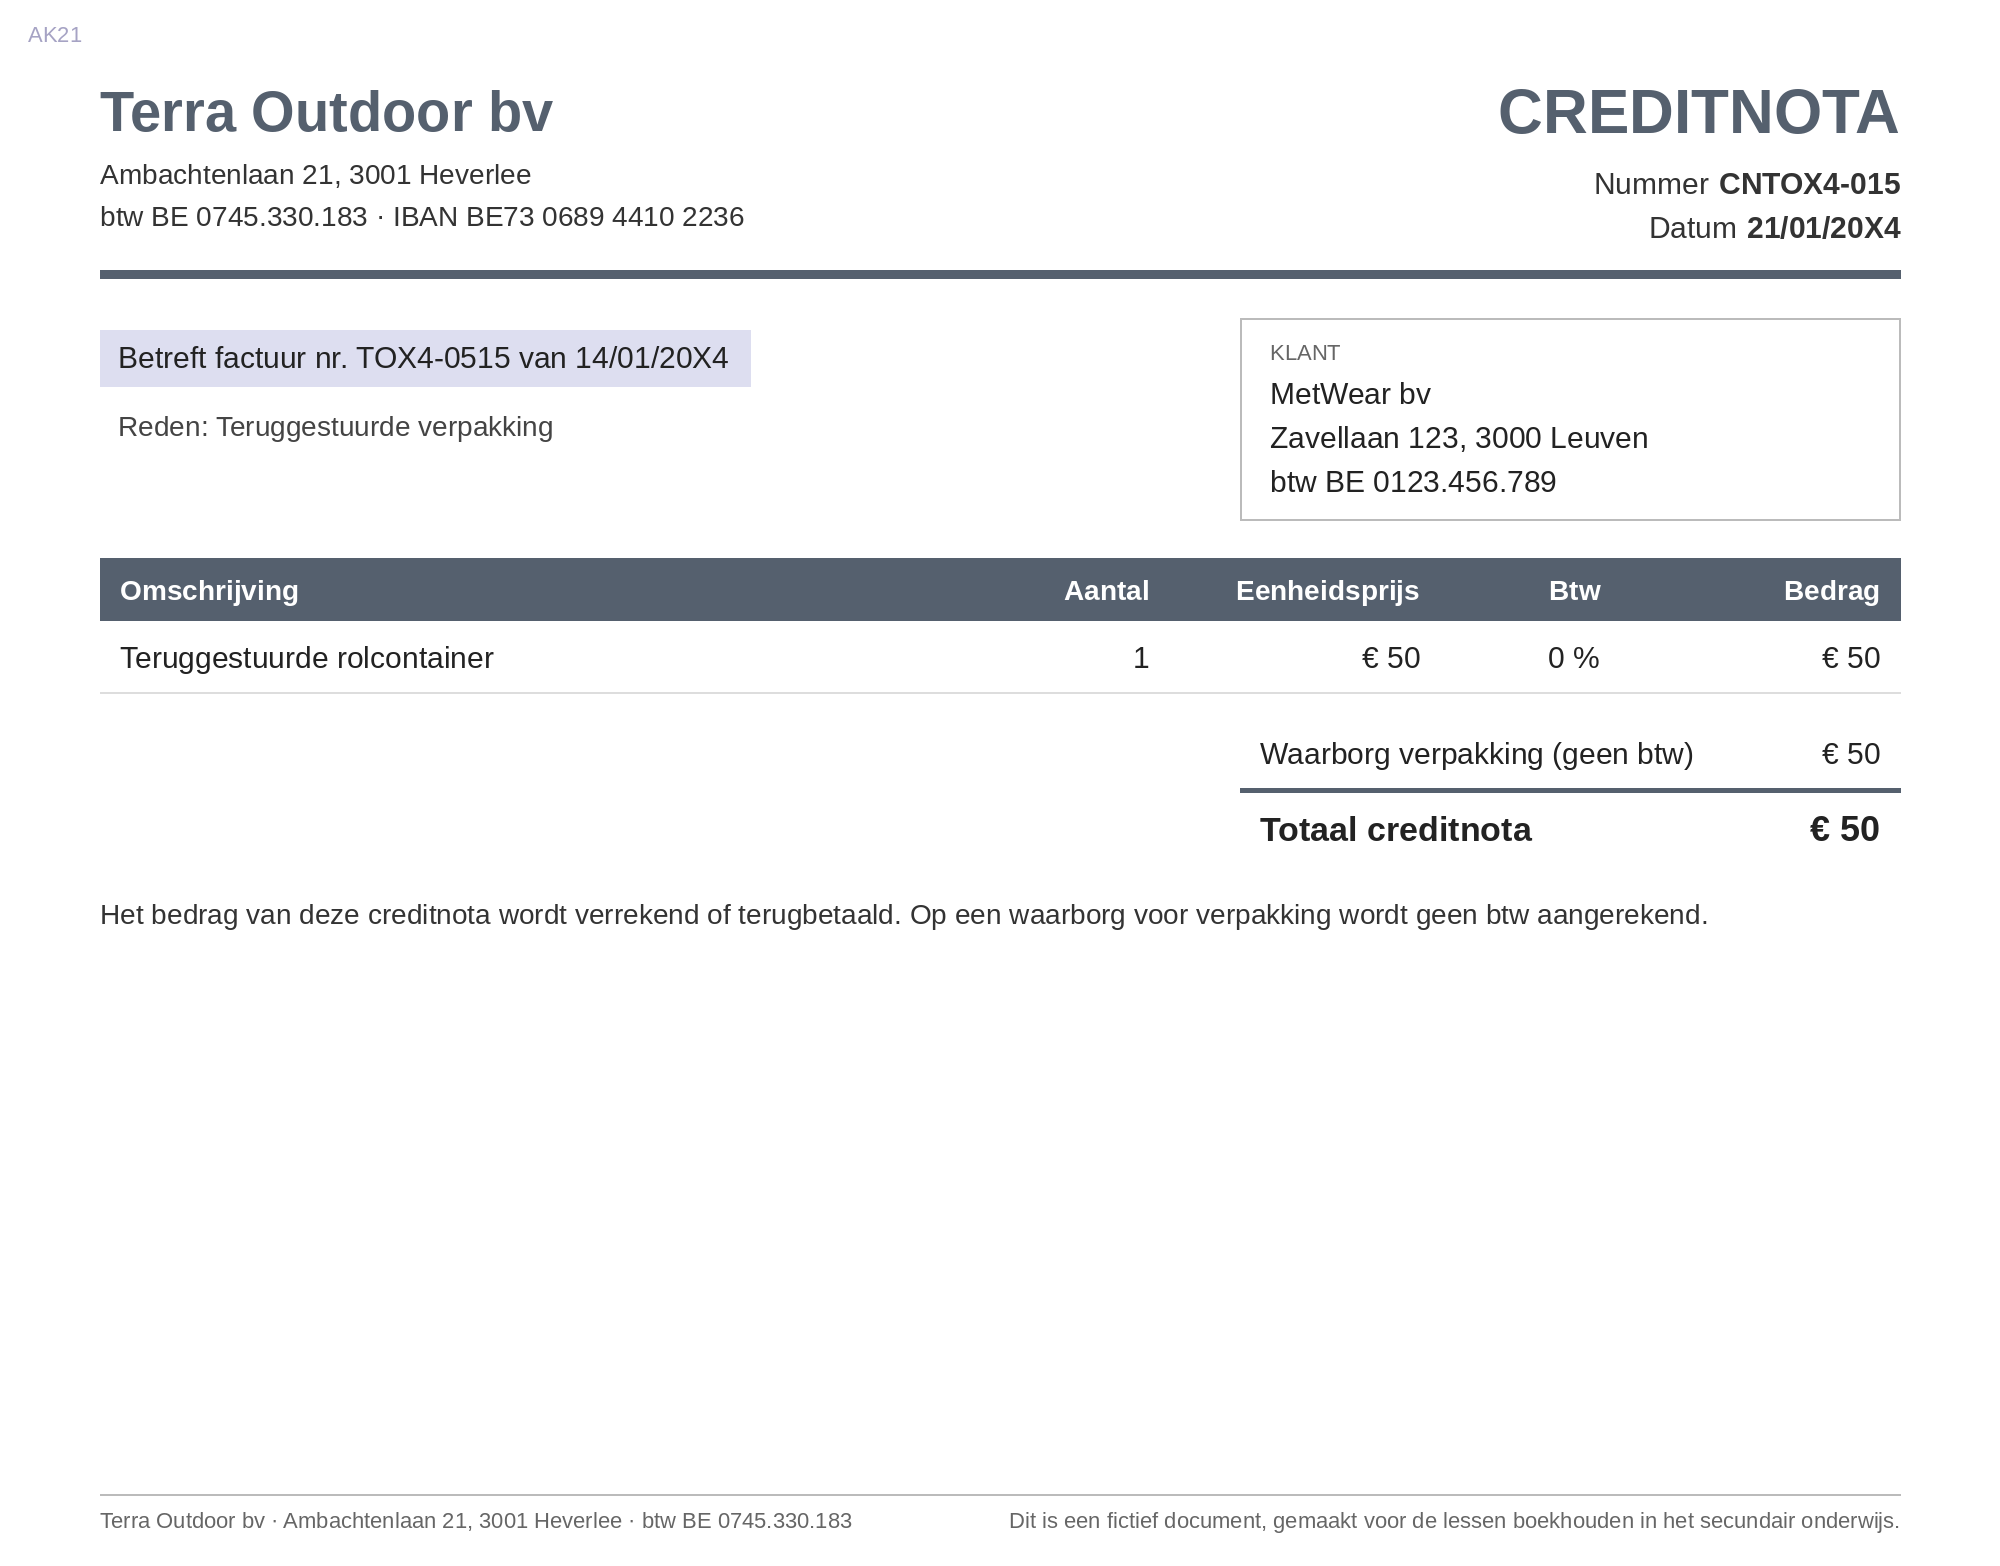 AK21
Terra Outdoor bv
Ambachtenlaan 21, 3001 Heverlee
btw BE 0745.330.183 · IBAN BE73 0689 4410 2236
CREDITNOTA
Nummer CNTOX4-015
Datum 21/01/20X4
Betreft factuur nr. TOX4-0515 van 14/01/20X4
Reden: Teruggestuurde verpakking
KLANT
MetWear bv
Zavellaan 123, 3000 Leuven
btw BE 0123.456.789
Omschrijving Aantal Eenheidsprijs Btw Bedrag
Teruggestuurde rolcontainer 1 € 50 0 % € 50
Waarborg verpakking (geen btw) € 50
Totaal creditnota € 50
Het bedrag van deze creditnota wordt verrekend of terugbetaald. Op een waarborg voor verpakking wordt geen btw aangerekend.
Terra Outdoor bv · Ambachtenlaan 21, 3001 Heverlee · btw BE 0745.330.183 Dit is een fictief document, gemaakt voor de lessen boekhouden in het secundair onderwijs.